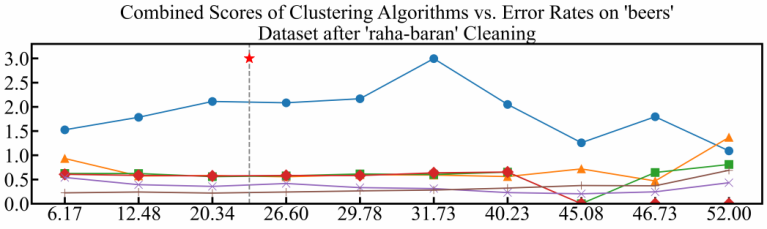 Combined Scores of Clustering Algorithms vs. Error Rates on 'beers'
Dataset after 'raha-baran' Cleaning
3.0
2.5
2.0
1.5
1.0
0.5
0.0
6.17 12.48 20.34 26.60 29.78 31.73 40.23 45.08 46.73 52.00